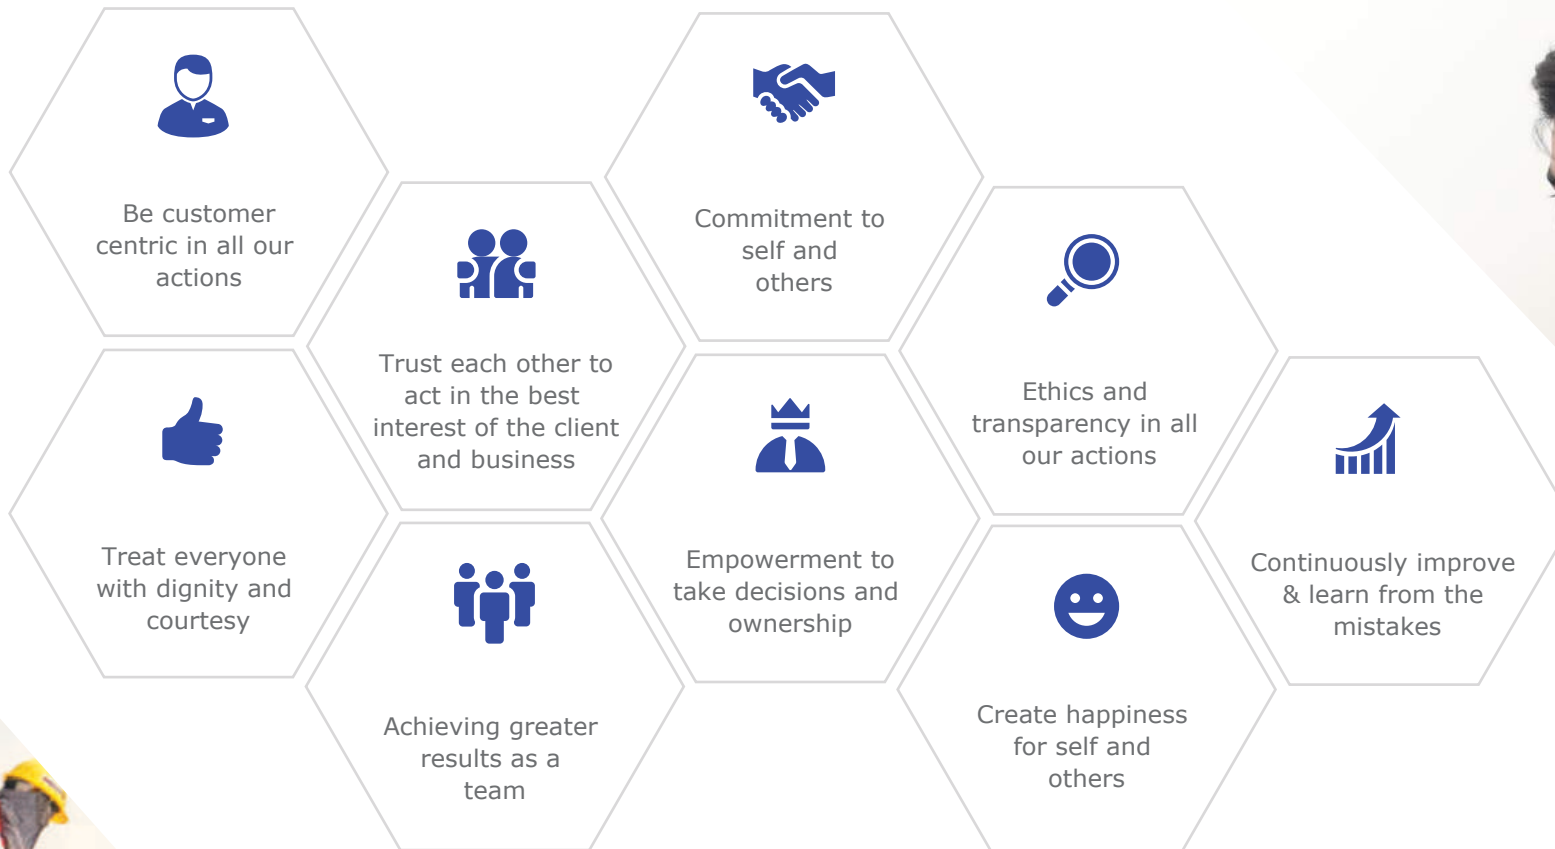 Be customer
centric in all our
actions
Commitment to
self and
others
Trust each other to
act in the best
interest of the client
and business
Ethics and
transparency in all
our actions
Treat everyone
with dignity and
courtesy
Empowerment to
take decisions and
ownership
Continuously improve
& learn from the
mistakes
Achieving greater
results as a
team
Create happiness
for self and
others